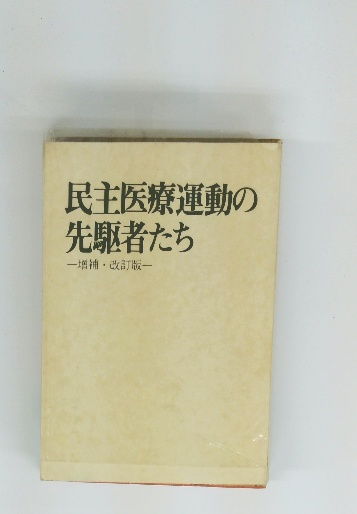 民主医療運動の
先駆者たち
—増補・改訂版—